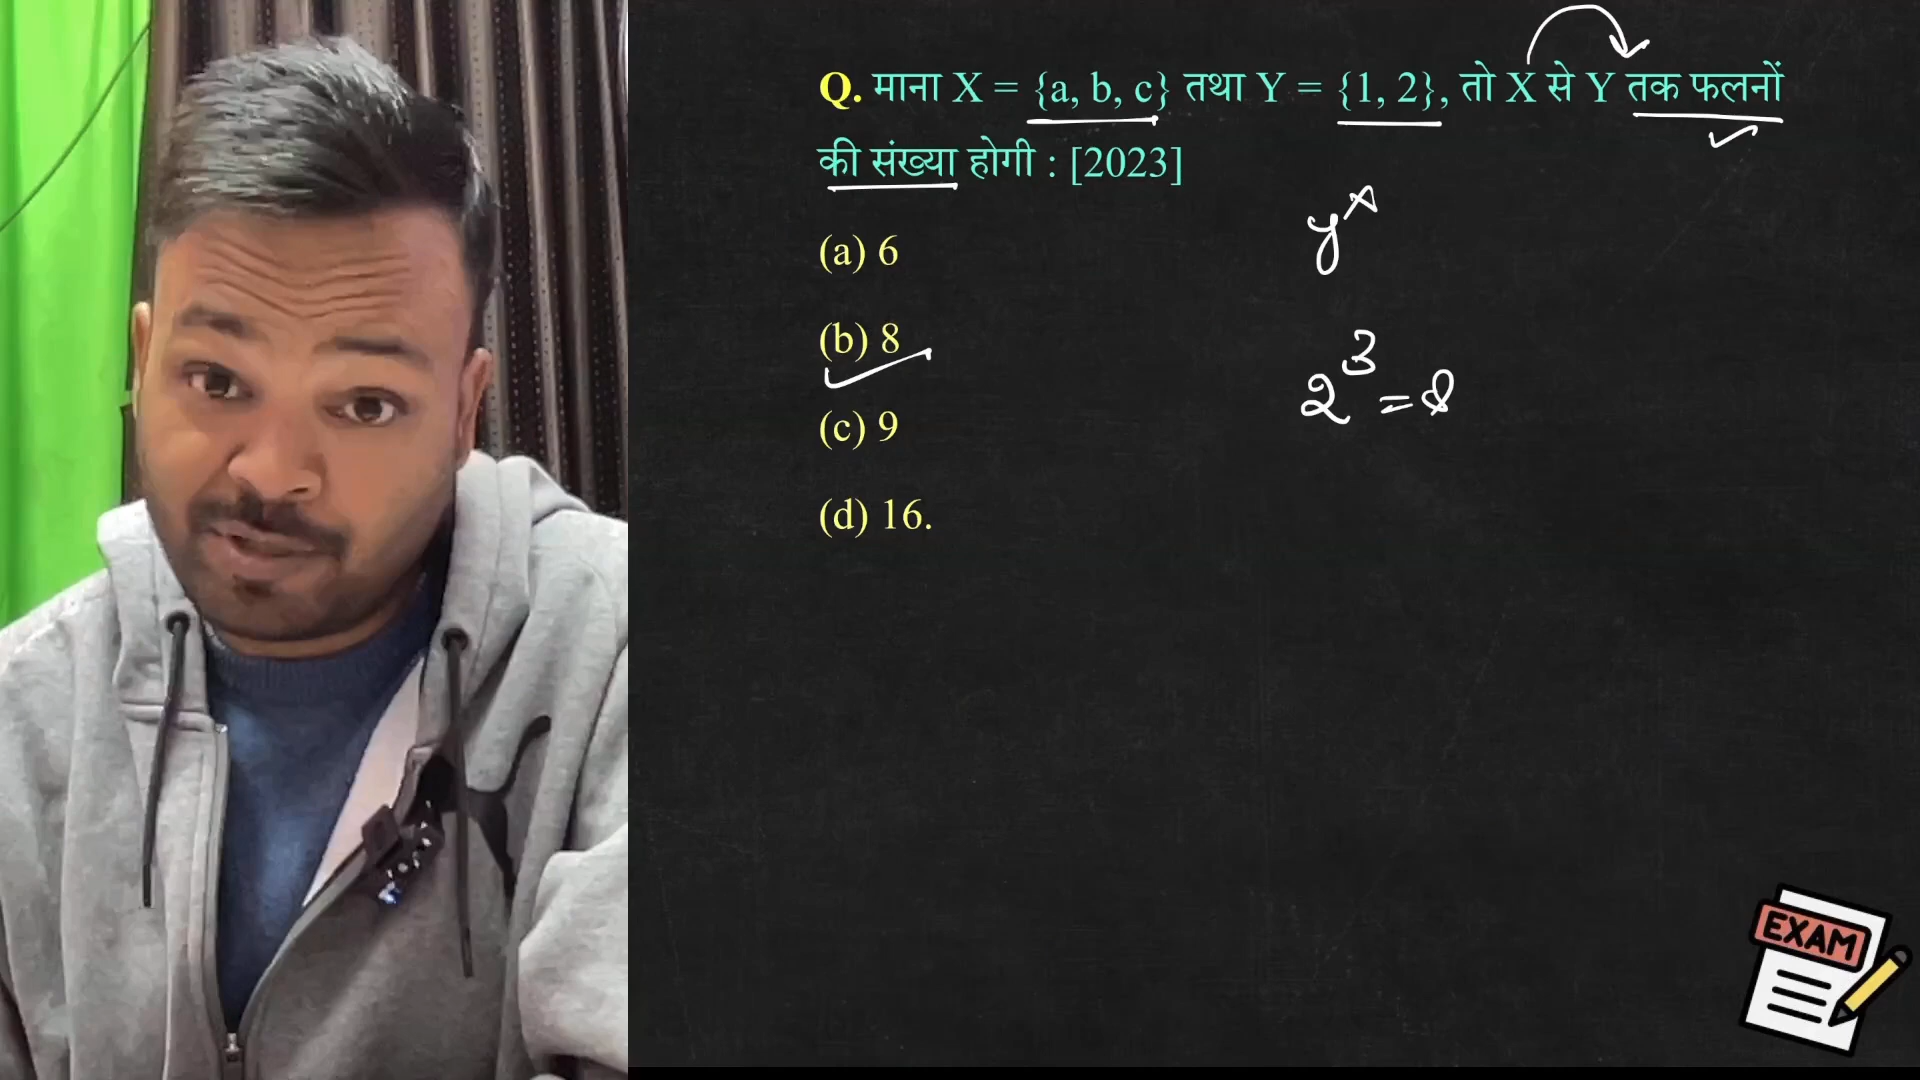 Q. माना X = {a, b, c} तथा Y = {1, 2}, तो X से Y तक फलनों
की संख्या होगी : [2023]
(a) 6
(b) 8
(c) 9
(d) 16.
y^x
2^3 = 8
EXAM